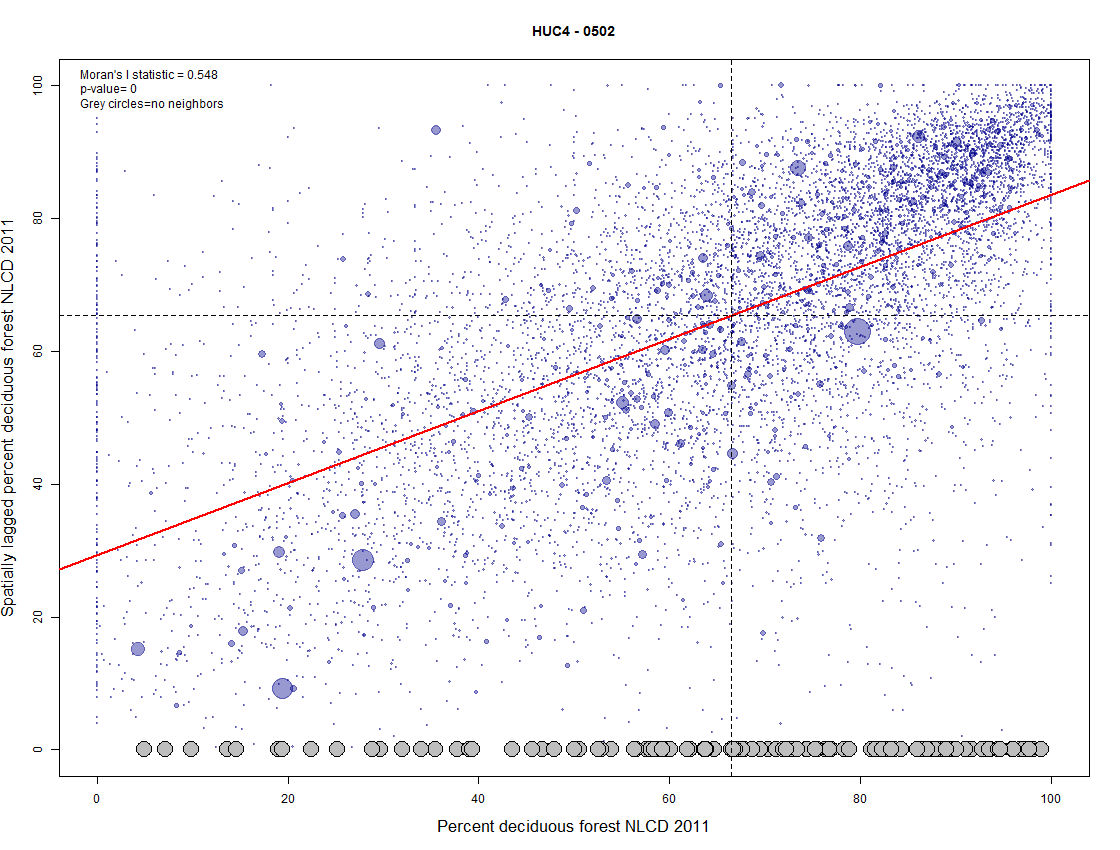 HUC4 - 0502
Moran's I statistic = 0.548
p-value= 0
Grey circles=no neighbors
Spatially lagged percent deciduous forest NLCD 2011
100
80
60
40
20
0
0 20 40 60 80 100
Percent deciduous forest NLCD 2011